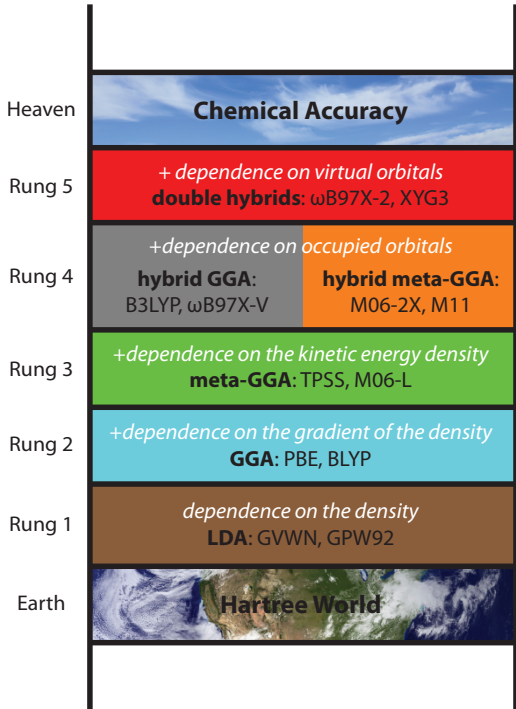 Heaven
Chemical Accuracy
Rung 5
+ dependence on virtual orbitals
double hybrids: ωB97X-2, XYG3
Rung 4
+dependence on occupied orbitals
hybrid GGA:
B3LYP, ωB97X-V
hybrid meta-GGA:
M06-2X, M11
Rung 3
+dependence on the kinetic energy density
meta-GGA: TPSS, M06-L
Rung 2
+dependence on the gradient of the density
GGA: PBE, BLYP
Rung 1
dependence on the density
LDA: GVWN, GPW92
Earth
Hartree World